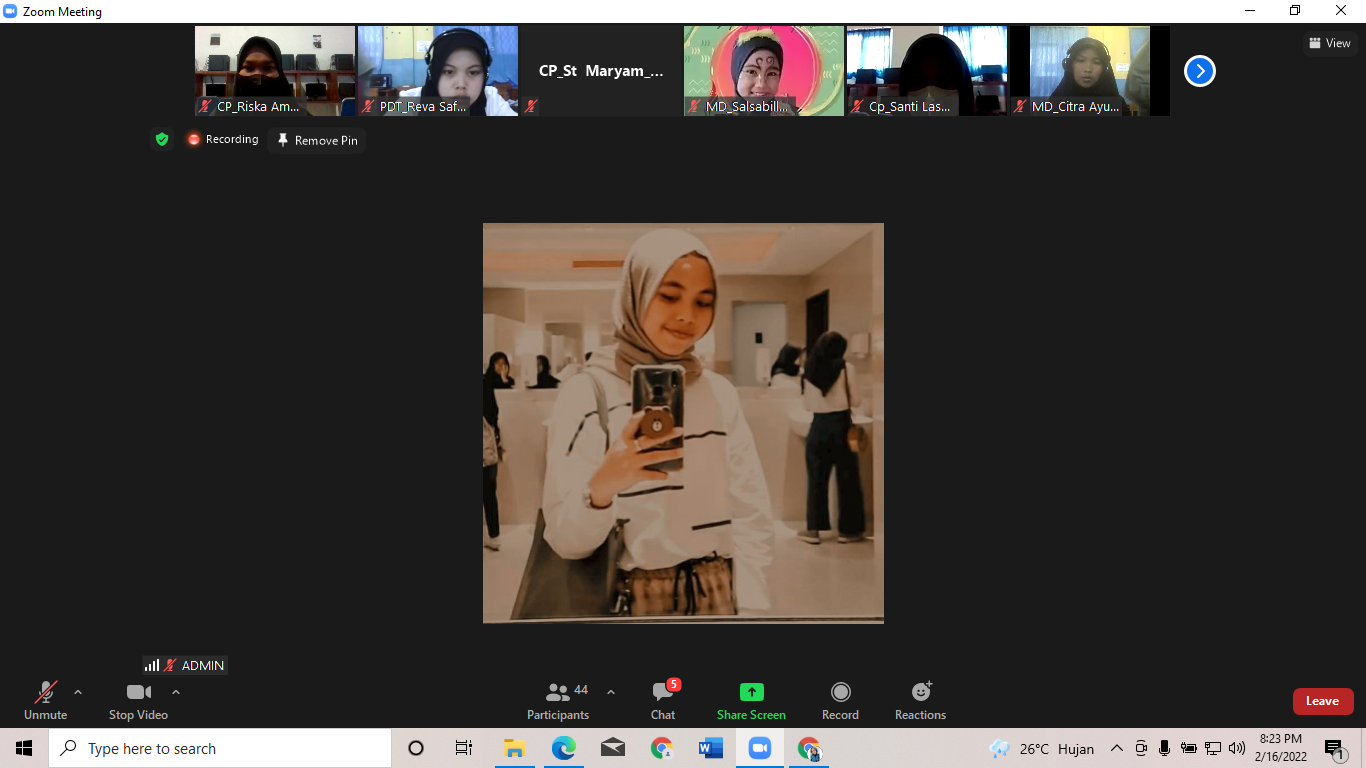 Zoom Meeting
View
CP_St Maryam_...
CP_Riska Am...
PDT_Reva Saf...
MD_Salsabill...
Cp_Santi Las...
MD_Citra Ayu...
Recording
Remove Pin
ADMIN
44
5
Unmute
Stop Video
Participants
Chat
Share Screen
Record
Reactions
Leave
Type here to search
26°C Hujan
8:23 PM
2/16/2022
1